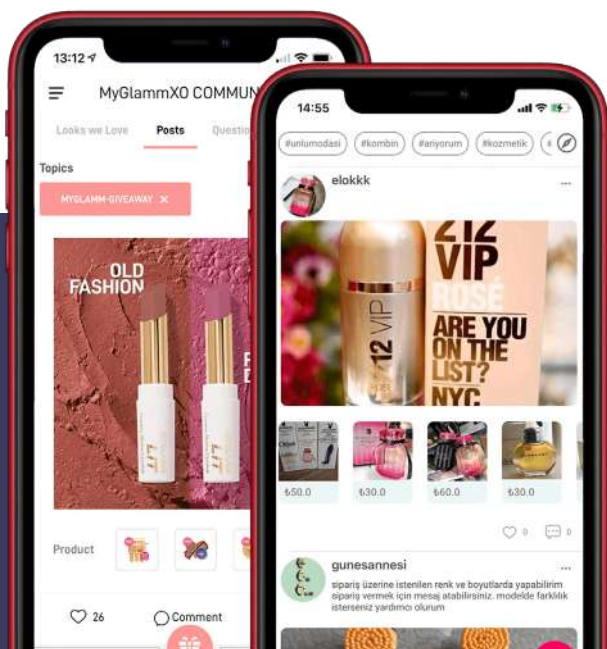 13:12
MyGlammXO COMMUN
Looks we Love
Posts
Questio
Topics
MYGLAMM-GIVEAWAY X
OLD
FASHION
LIT
Product
26
Comment
14:55
#unlumodasi
#kombin
#ariyorum
#kozmetik
#
elokkk
...
212
VIP
212 VIP
ROSÉ
ARE YOU
ON THE
LIST?
NYC
₺50.0
₺30.0
₺60.0
₺30.0
0
0
gunesannesi
...
sipariş üzerine istenilen renk ve boyutlarda yapabilirim
sipariş vermek için mesaj atabilirsiniz. modelde farklılık
isterseniz yardımcı olurum